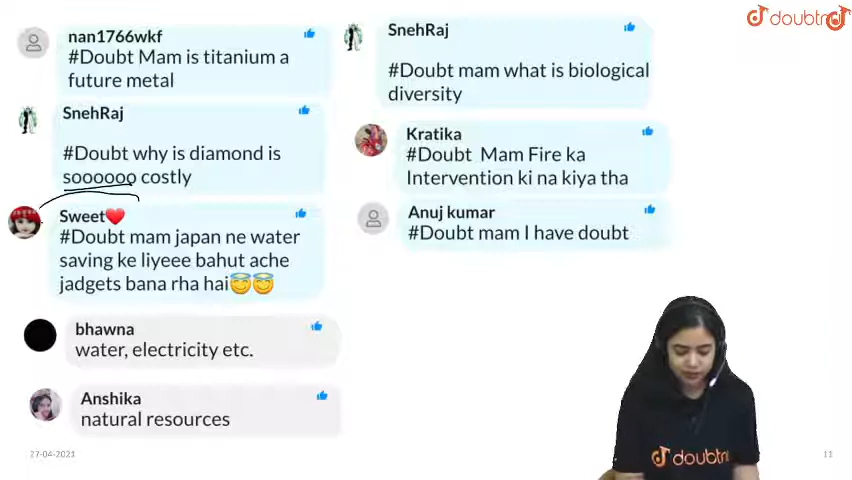 nan1766wkf
#Doubt Mam is titanium a
future metal
SnehRaj
#Doubt why is diamond is
soooooo costly
Sweet❤️
#Doubt mam japan ne water
saving ke liyeee bahut ache
jadgets bana rha hai😇😇
bhawna
water, electricity etc.
Anshika
natural resources
27-04-2021
doubtnut
SnehRaj
#Doubt mam what is biological
diversity
Kratika
#Doubt Mam Fire ka
Intervention ki na kiya tha
Anuj kumar
#Doubt mam I have doubt
doubtn
11